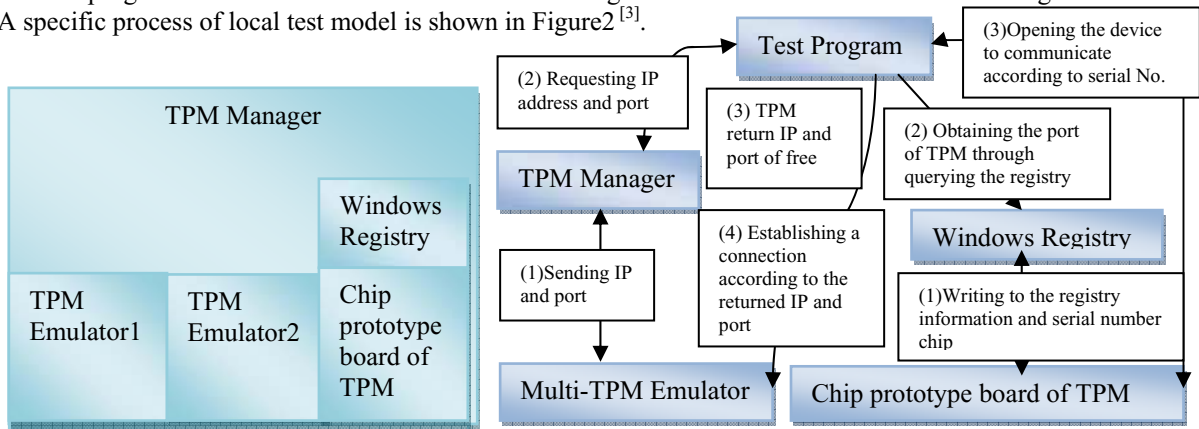 A specific process of local test model is shown in Figure2 [3].
TPM Manager
Windows
Registry
TPM
Emulator1
TPM
Emulator2
Chip
prototype
board of
TPM
Test Program
(3)Opening the device
to communicate
according to serial No.
(2) Requesting IP
address and port
(3) TPM
return IP and
port of free
(2) Obtaining the port
of TPM through
querying the registry
TPM Manager
Windows Registry
(4) Establishing a
connection
according to the
returned IP and
port
(1)Sending IP
and port
(1)Writing to the registry
information and serial number
chip
Multi-TPM Emulator
Chip prototype board of TPM